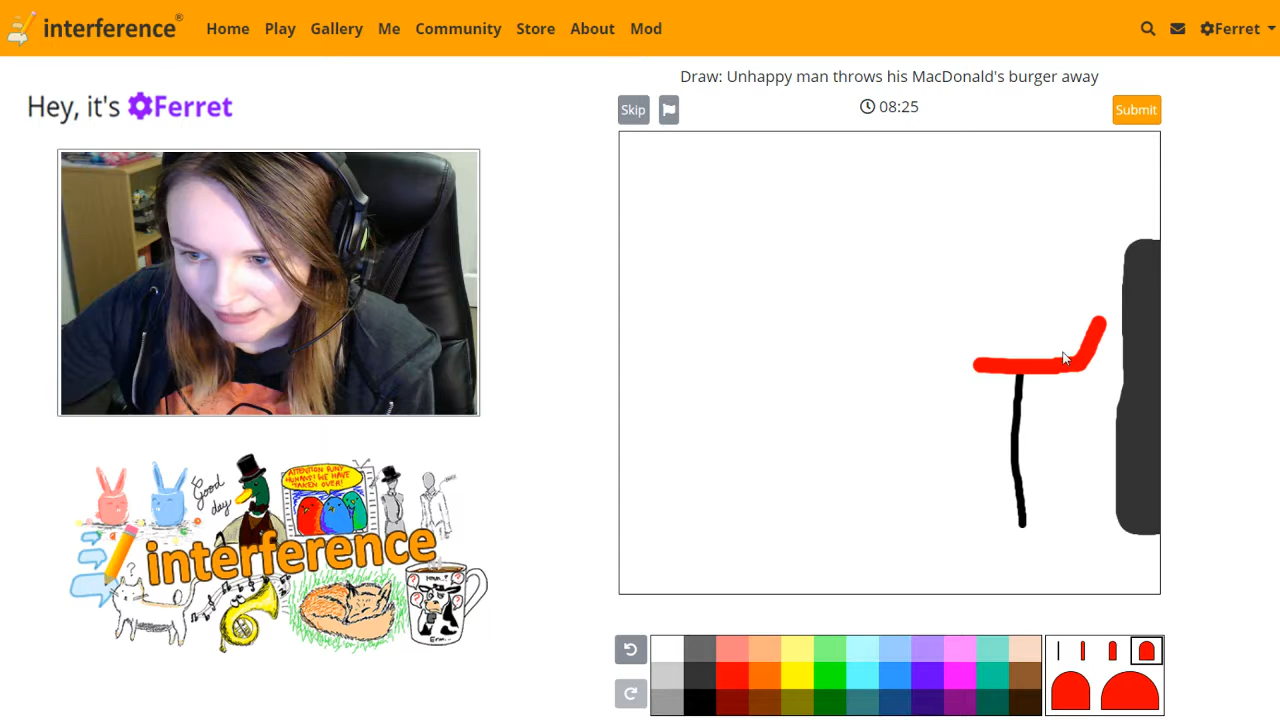 interference®
Home Play Gallery Me Community Store About Mod
Ferret
Hey, it's Ferret
Draw: Unhappy man throws his MacDonald's burger away
Skip
08:25
Submit
Good day
ATTENTION PUNY HUMANS! WE HAVE TAKEN OVER!
interference
Erm...